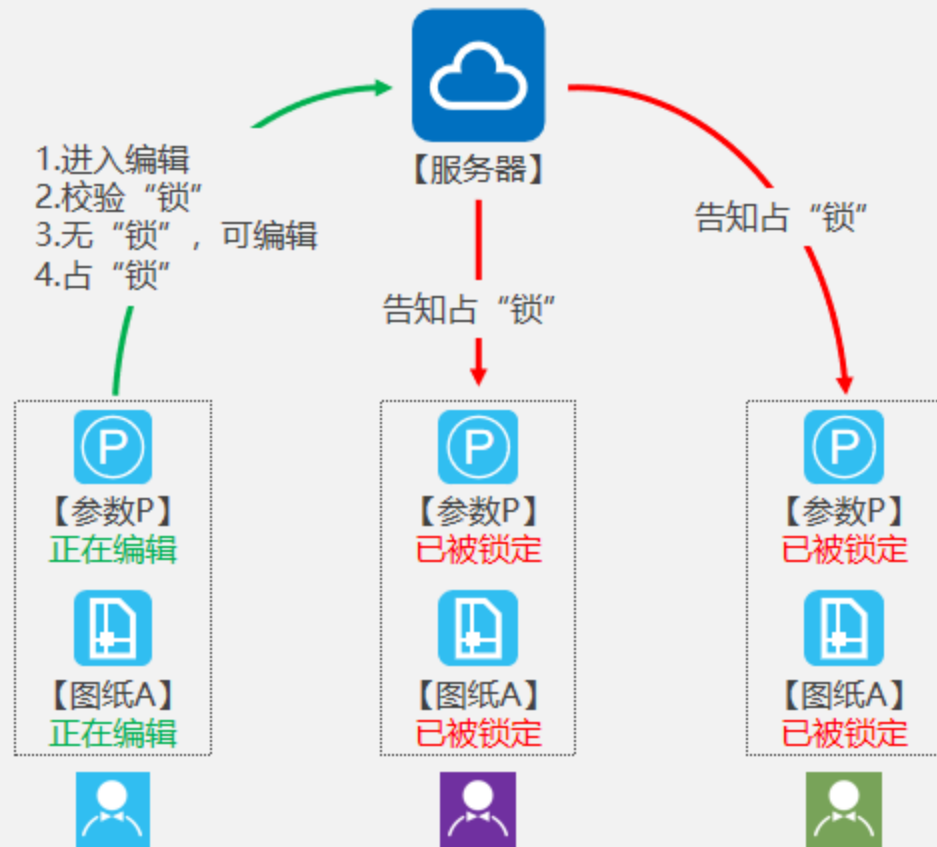 【服务器】
1.进入编辑
2.校验“锁”
3.无“锁”，可编辑
4.占“锁”
告知占“锁”
告知占“锁”
P
【参数P】
正在编辑
【图纸A】
正在编辑
P
【参数P】
已被锁定
【图纸A】
已被锁定
P
【参数P】
已被锁定
【图纸A】
已被锁定